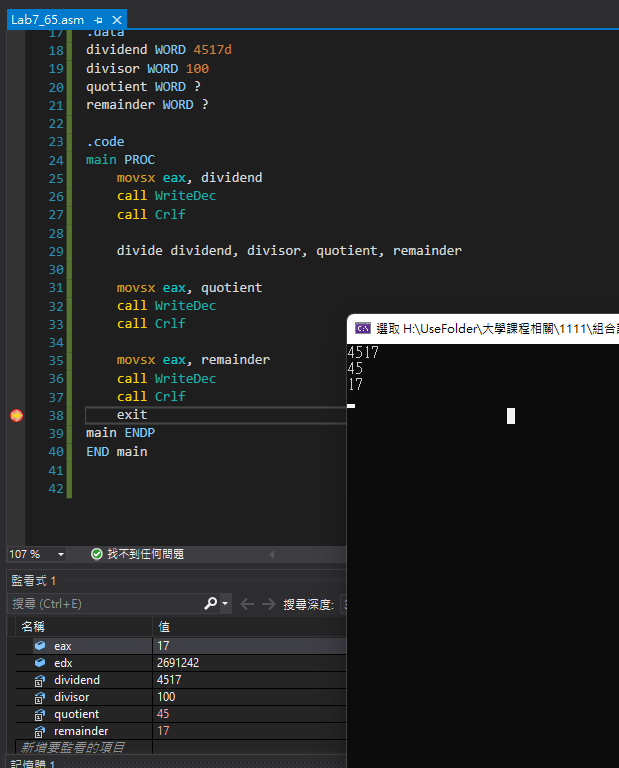 Lab7_65.asm
17 .data
18 dividend WORD 4517d
19 divisor WORD 100
20 quotient WORD ?
21 remainder WORD ?
22
23 .code
24 main PROC
25 movsx eax, dividend
26 call WriteDec
27 call Crlf
28
29 divide dividend, divisor, quotient, remainder
30
31 movsx eax, quotient
32 call WriteDec
33 call Crlf
34
35 movsx eax, remainder
36 call WriteDec
37 call Crlf
38 exit
39 main ENDP
40 END main
41
42
選取 H:\UseFolder\大學課程相關\1111\組合
4517
45
17
107 % 找不到任何問題
監看式 1
搜尋 (Ctrl+E) 搜尋深度:
名稱 值
eax 17
edx 2691242
dividend 4517
divisor 100
quotient 45
remainder 17
新增要監看的項目
記憶體 1